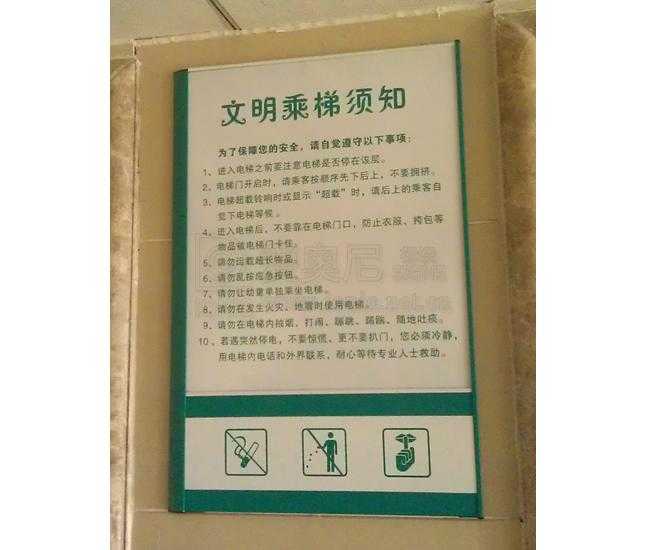 文明乘梯须知
为了保障您的安全，请自觉遵守以下事项：
1、进入电梯之前要注意电梯是否停在该层。
2、电梯门开启时，请乘客按顺序先下后上，不要拥挤。
3、电梯超载铃响时或显示“超载”时，请后上的乘客自
觉下电梯等候。
4、进入电梯后，不要靠在电梯门口，防止衣服、挎包等
物品被电梯门卡住。
5、请勿运载超长物品。
6、请勿乱按应急按钮。
7、请勿让幼童单独乘坐电梯。
8、请勿在发生火灾、地震时使用电梯。
9、请勿在电梯内抽烟、打闹、蹦跳、踢踹、随地吐痰。
10、若遇突然停电，不要惊慌、更不要扒门，您必须冷静，
用电梯内电话和外界联系，耐心等待专业人士救助。
奥尼